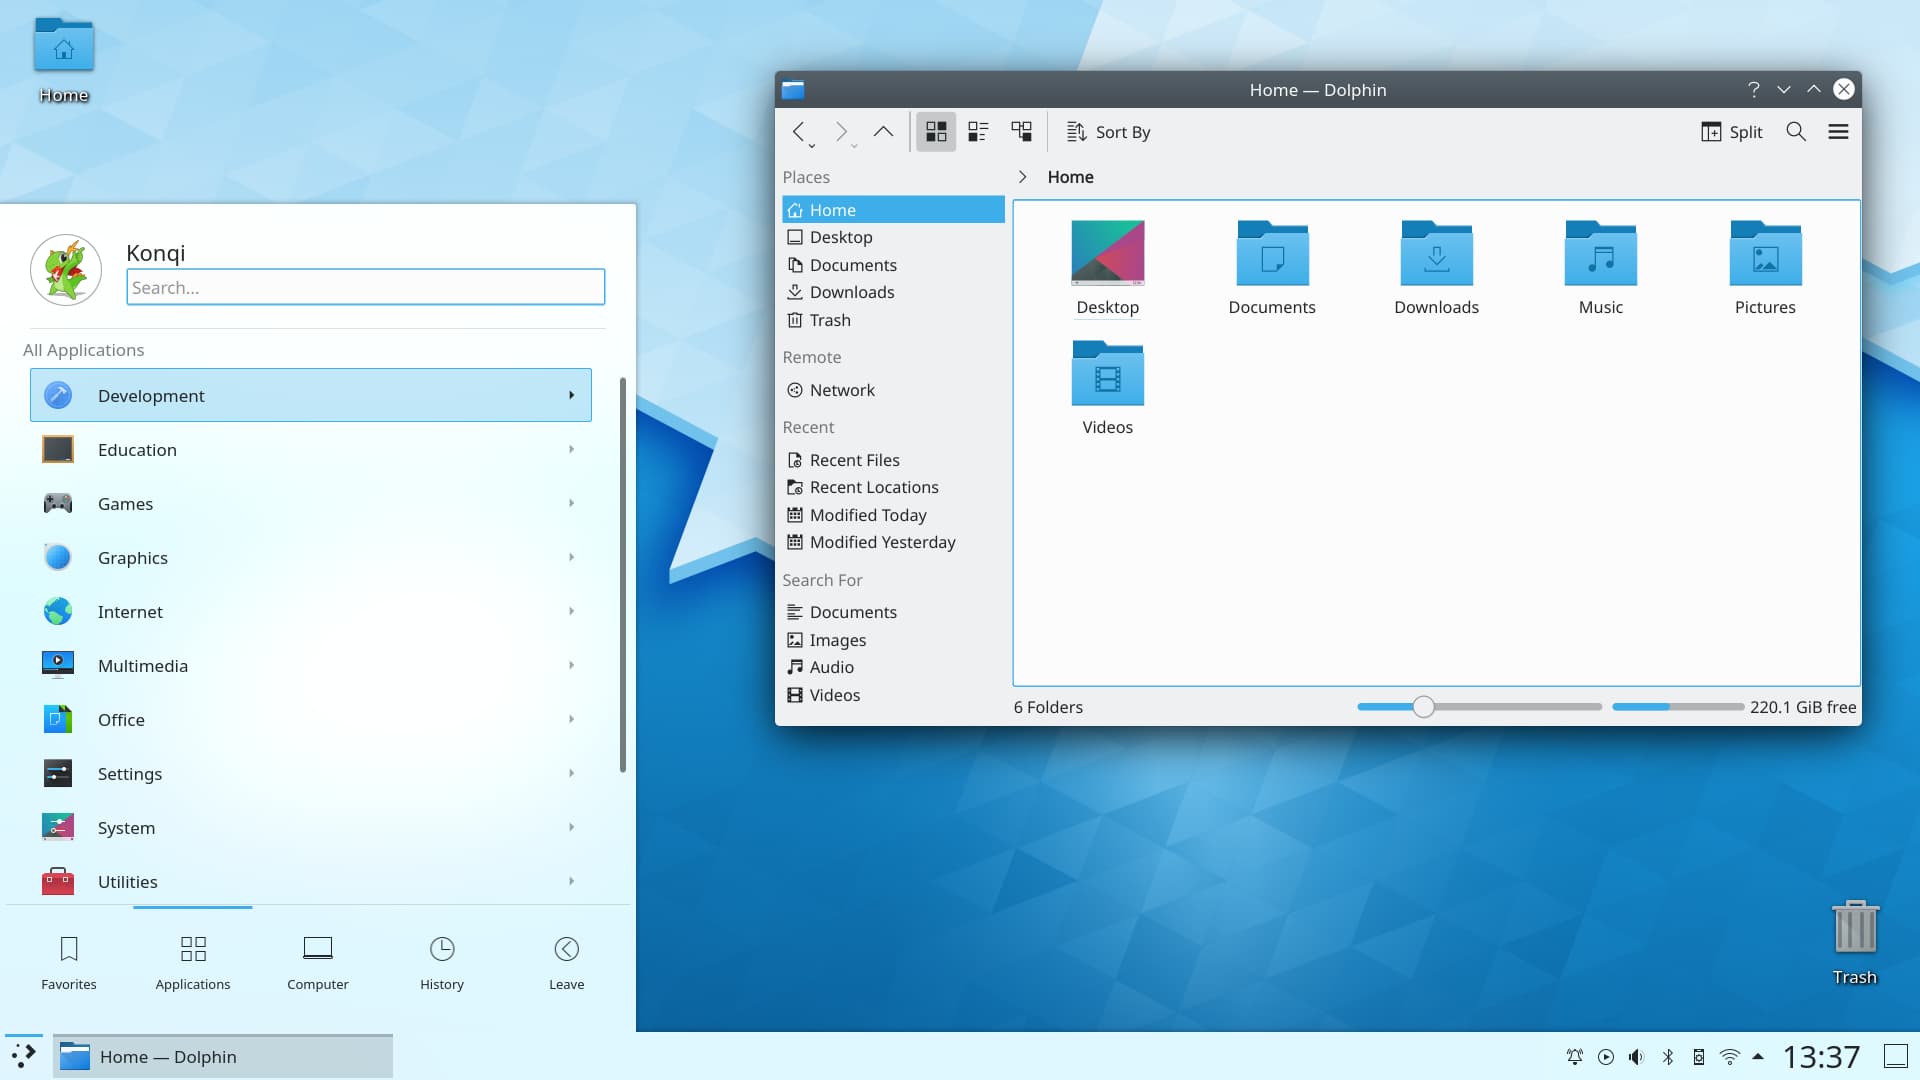 Home
Home — Dolphin
Sort By
Split
Places
Home
Home
Desktop
Documents
Downloads
Trash
Remote
Network
Recent
Recent Files
Recent Locations
Modified Today
Modified Yesterday
Search For
Documents
Images
Audio
Videos
Desktop
Documents
Downloads
Music
Pictures
Videos
6 Folders
220.1 GiB free
Konqi
Search...
All Applications
Development
Education
Games
Graphics
Internet
Multimedia
Office
Settings
System
Utilities
Favorites
Applications
Computer
History
Leave
Trash
Home — Dolphin
13:37